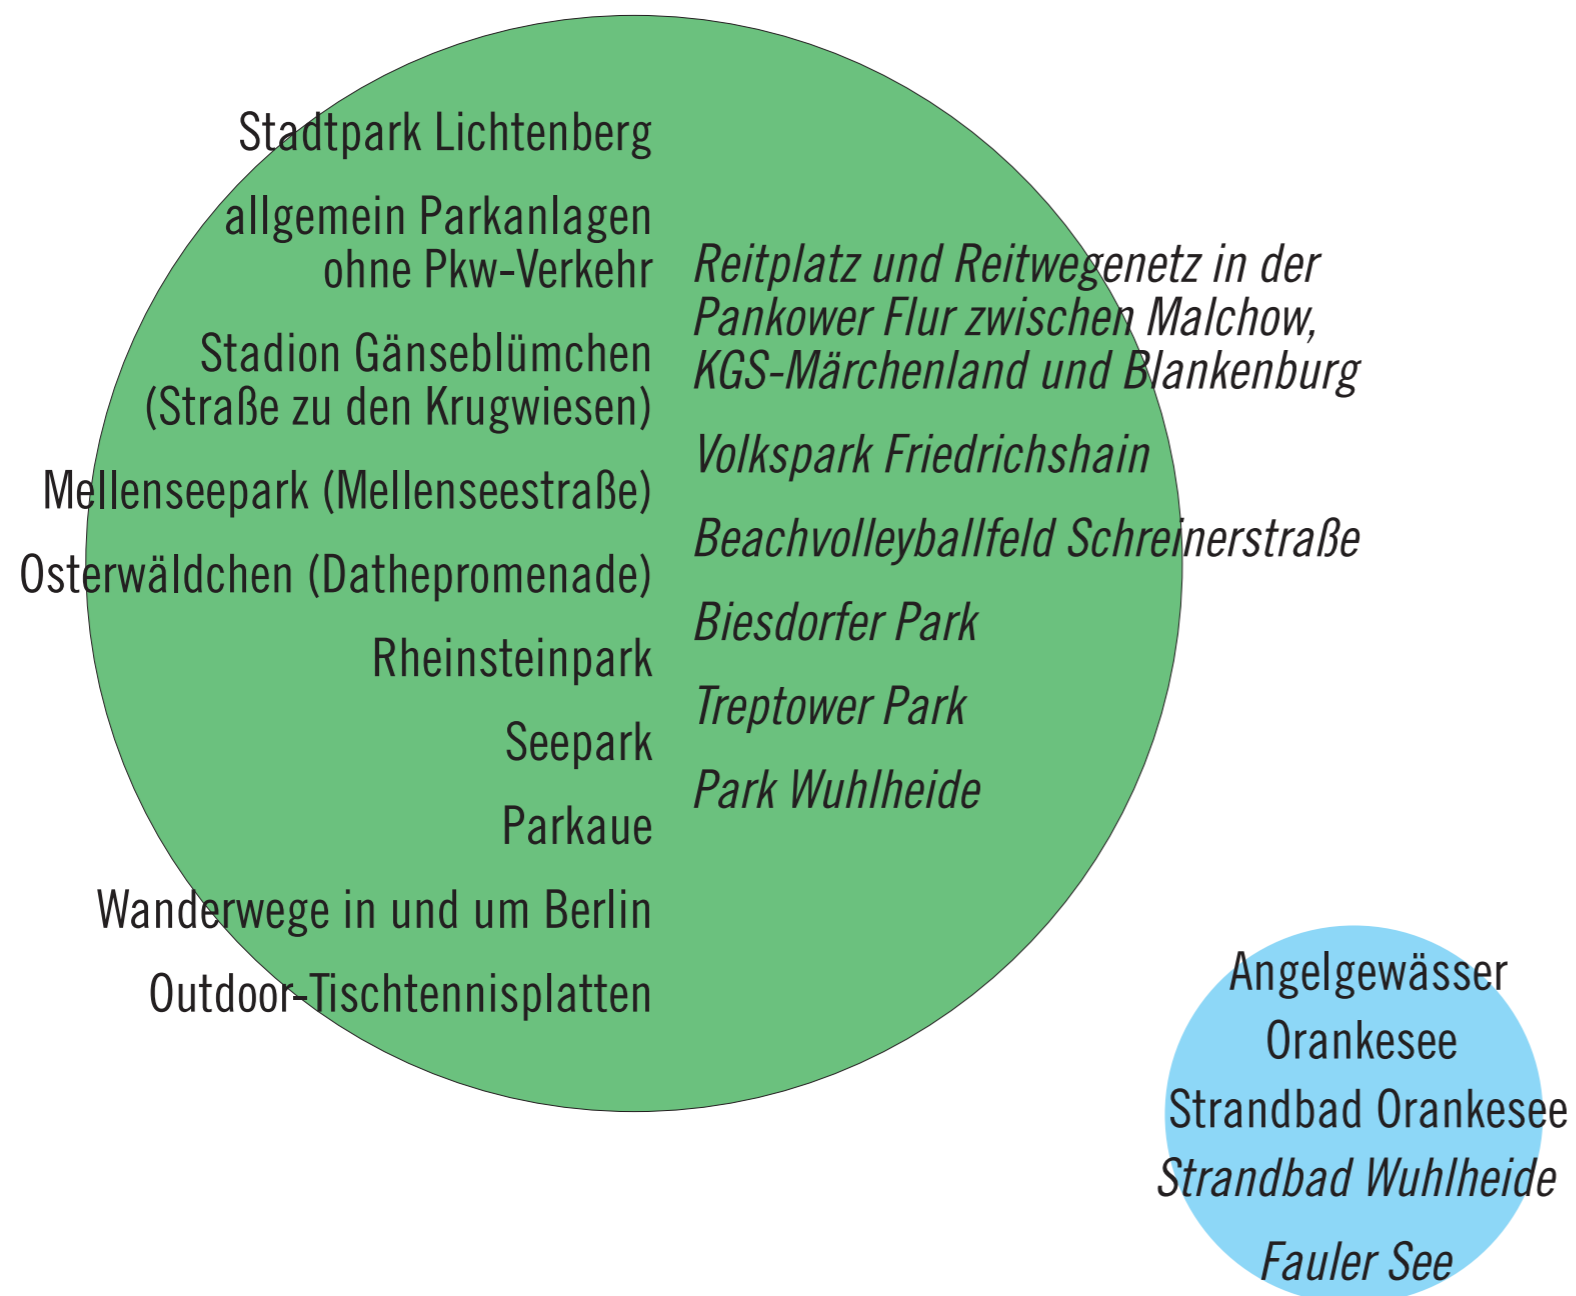 Stadtpark Lichtenberg
allgemein Parkanlagen
ohne Pkw-Verkehr
Stadion Gänseblümchen
(Straße zu den Krugwiesen)
Mellenseepark (Mellenseestraße)
Osterwäldchen (Dathepromenade)
Rheinsteinpark
Seepark
Parkaue
Wanderwege in und um Berlin
Outdoor-Tischtennisplatten
Reitplatz und Reitwegenetz in der
Pankower Flur zwischen Malchow,
KGS-Märchenland und Blankenburg
Volkspark Friedrichshain
Beachvolleyballfeld Schreinerstraße
Biesdorfer Park
Treptower Park
Park Wuhlheide
Angelgewässer
Orankesee
Strandbad Orankesee
Strandbad Wuhlheide
Fauler See